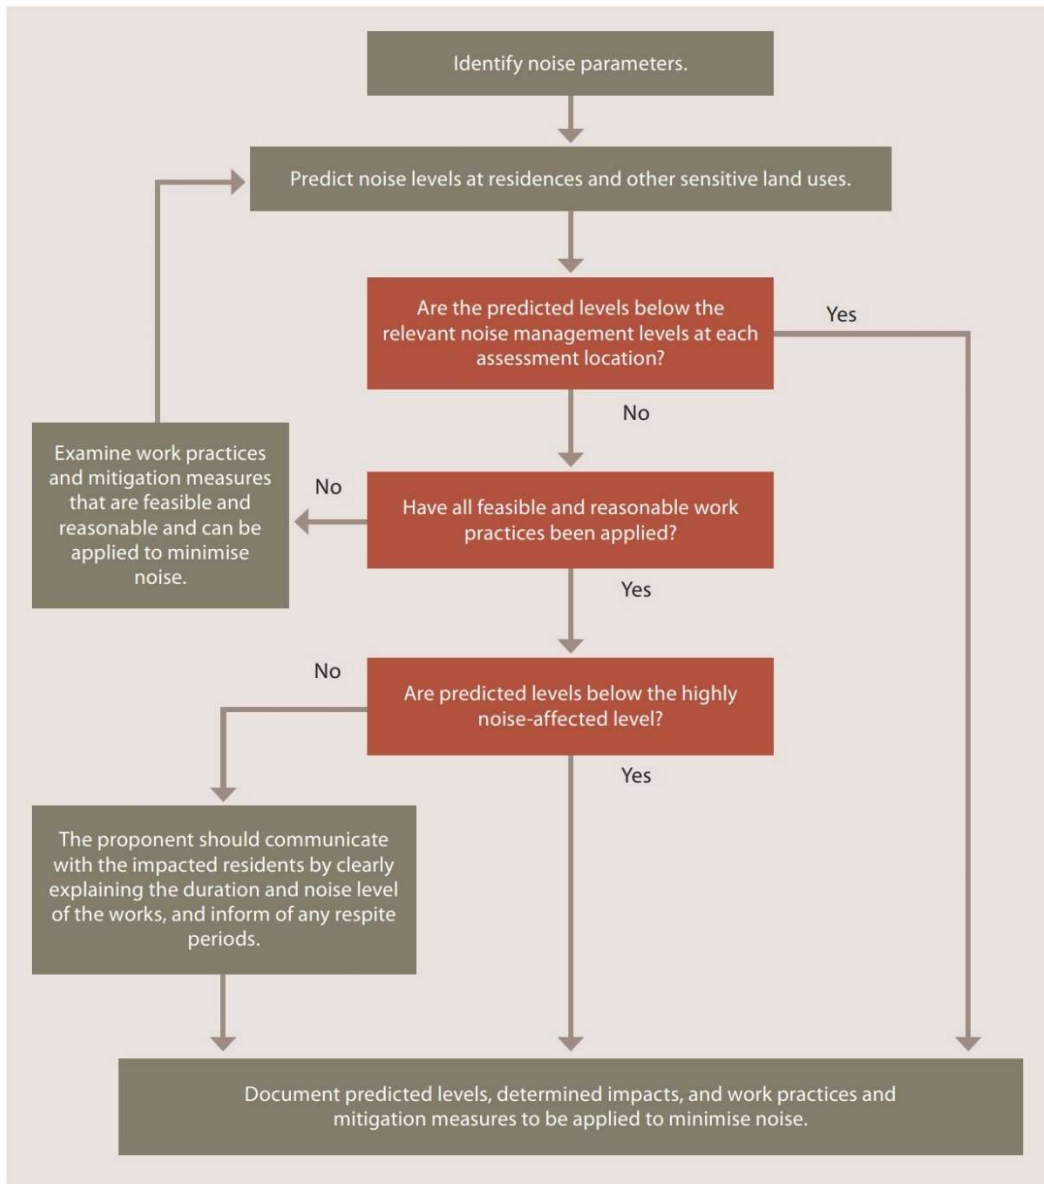 Identify noise parameters.
Predict noise levels at residences and other sensitive land uses.
Are the predicted levels below the
relevant noise management levels at each
assessment location?
Yes
No
Examine work practices
and mitigation measures
that are feasible and
reasonable and can be
applied to minimise
noise.
No
Have all feasible and reasonable work
practices been applied?
Yes
No
Are predicted levels below the highly
noise-affected level?
Yes
The proponent should communicate
with the impacted residents by clearly
explaining the duration and noise level
of the works, and inform of any respite
periods.
Document predicted levels, determined impacts, and work practices and
mitigation measures to be applied to minimise noise.